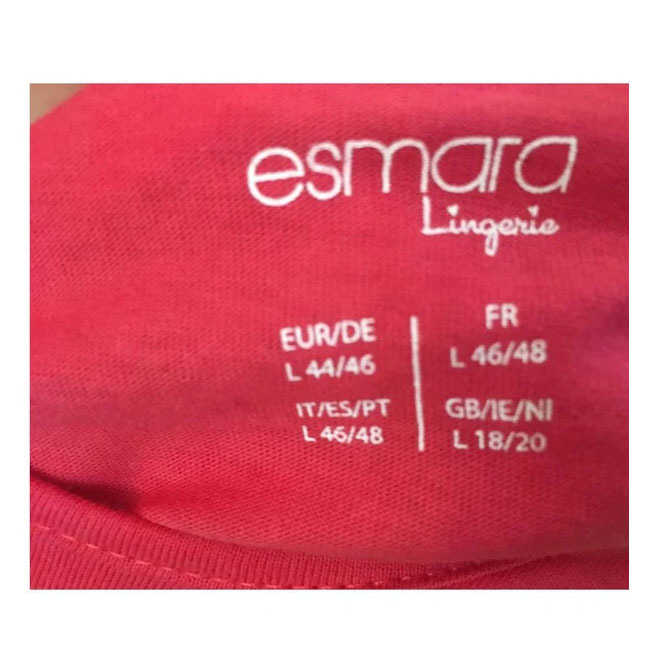 esmara
Lingerie
EUR/DE
L 44/46
IT/ES/PT
L 46/48
FR
L 46/48
GB/IE/NI
L 18/20